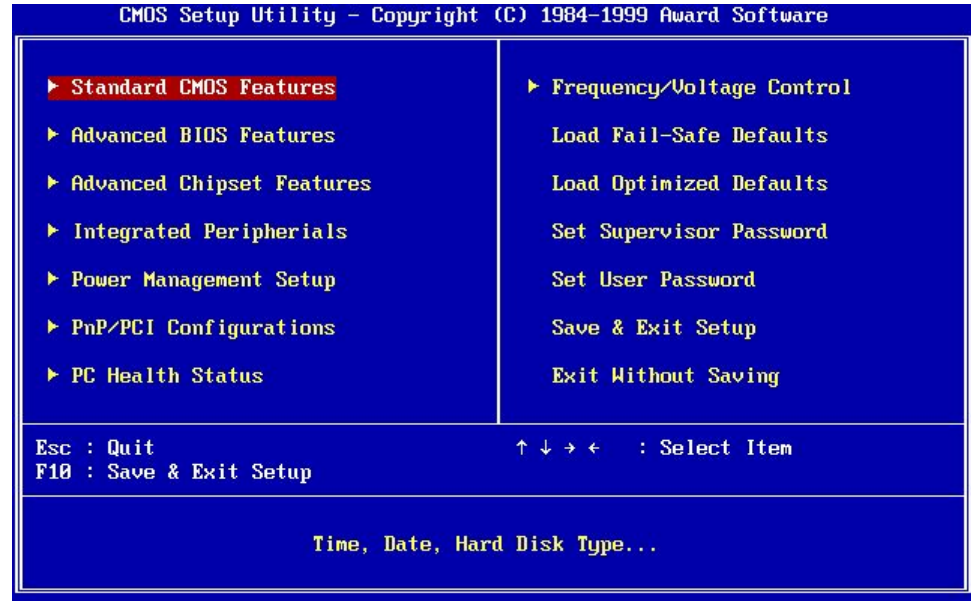 CMOS Setup Utility – Copyright (C) 1984–1999 Award Software
▶ Standard CMOS Features
▶ Advanced BIOS Features
▶ Advanced Chipset Features
▶ Integrated Peripherials
▶ Power Management Setup
▶ PnP/PCI Configurations
▶ PC Health Status
▶ Frequency/Voltage Control
Load Fail–Safe Defaults
Load Optimized Defaults
Set Supervisor Password
Set User Password
Save & Exit Setup
Exit Without Saving
Esc : Quit
F10 : Save & Exit Setup
↑ ↓ → ← : Select Item
Time, Date, Hard Disk Type...